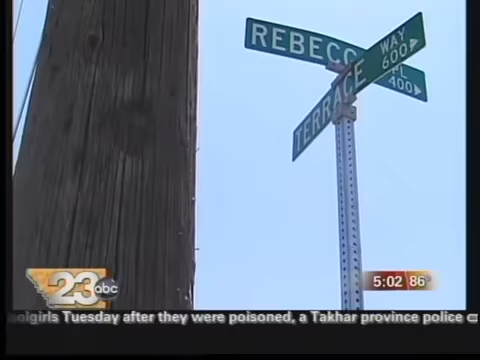 REBECC
PL
400
TERRACE WAY
600
23 abc
5:02 86°
olgirls Tuesday after they were poisoned, a Takhar province police